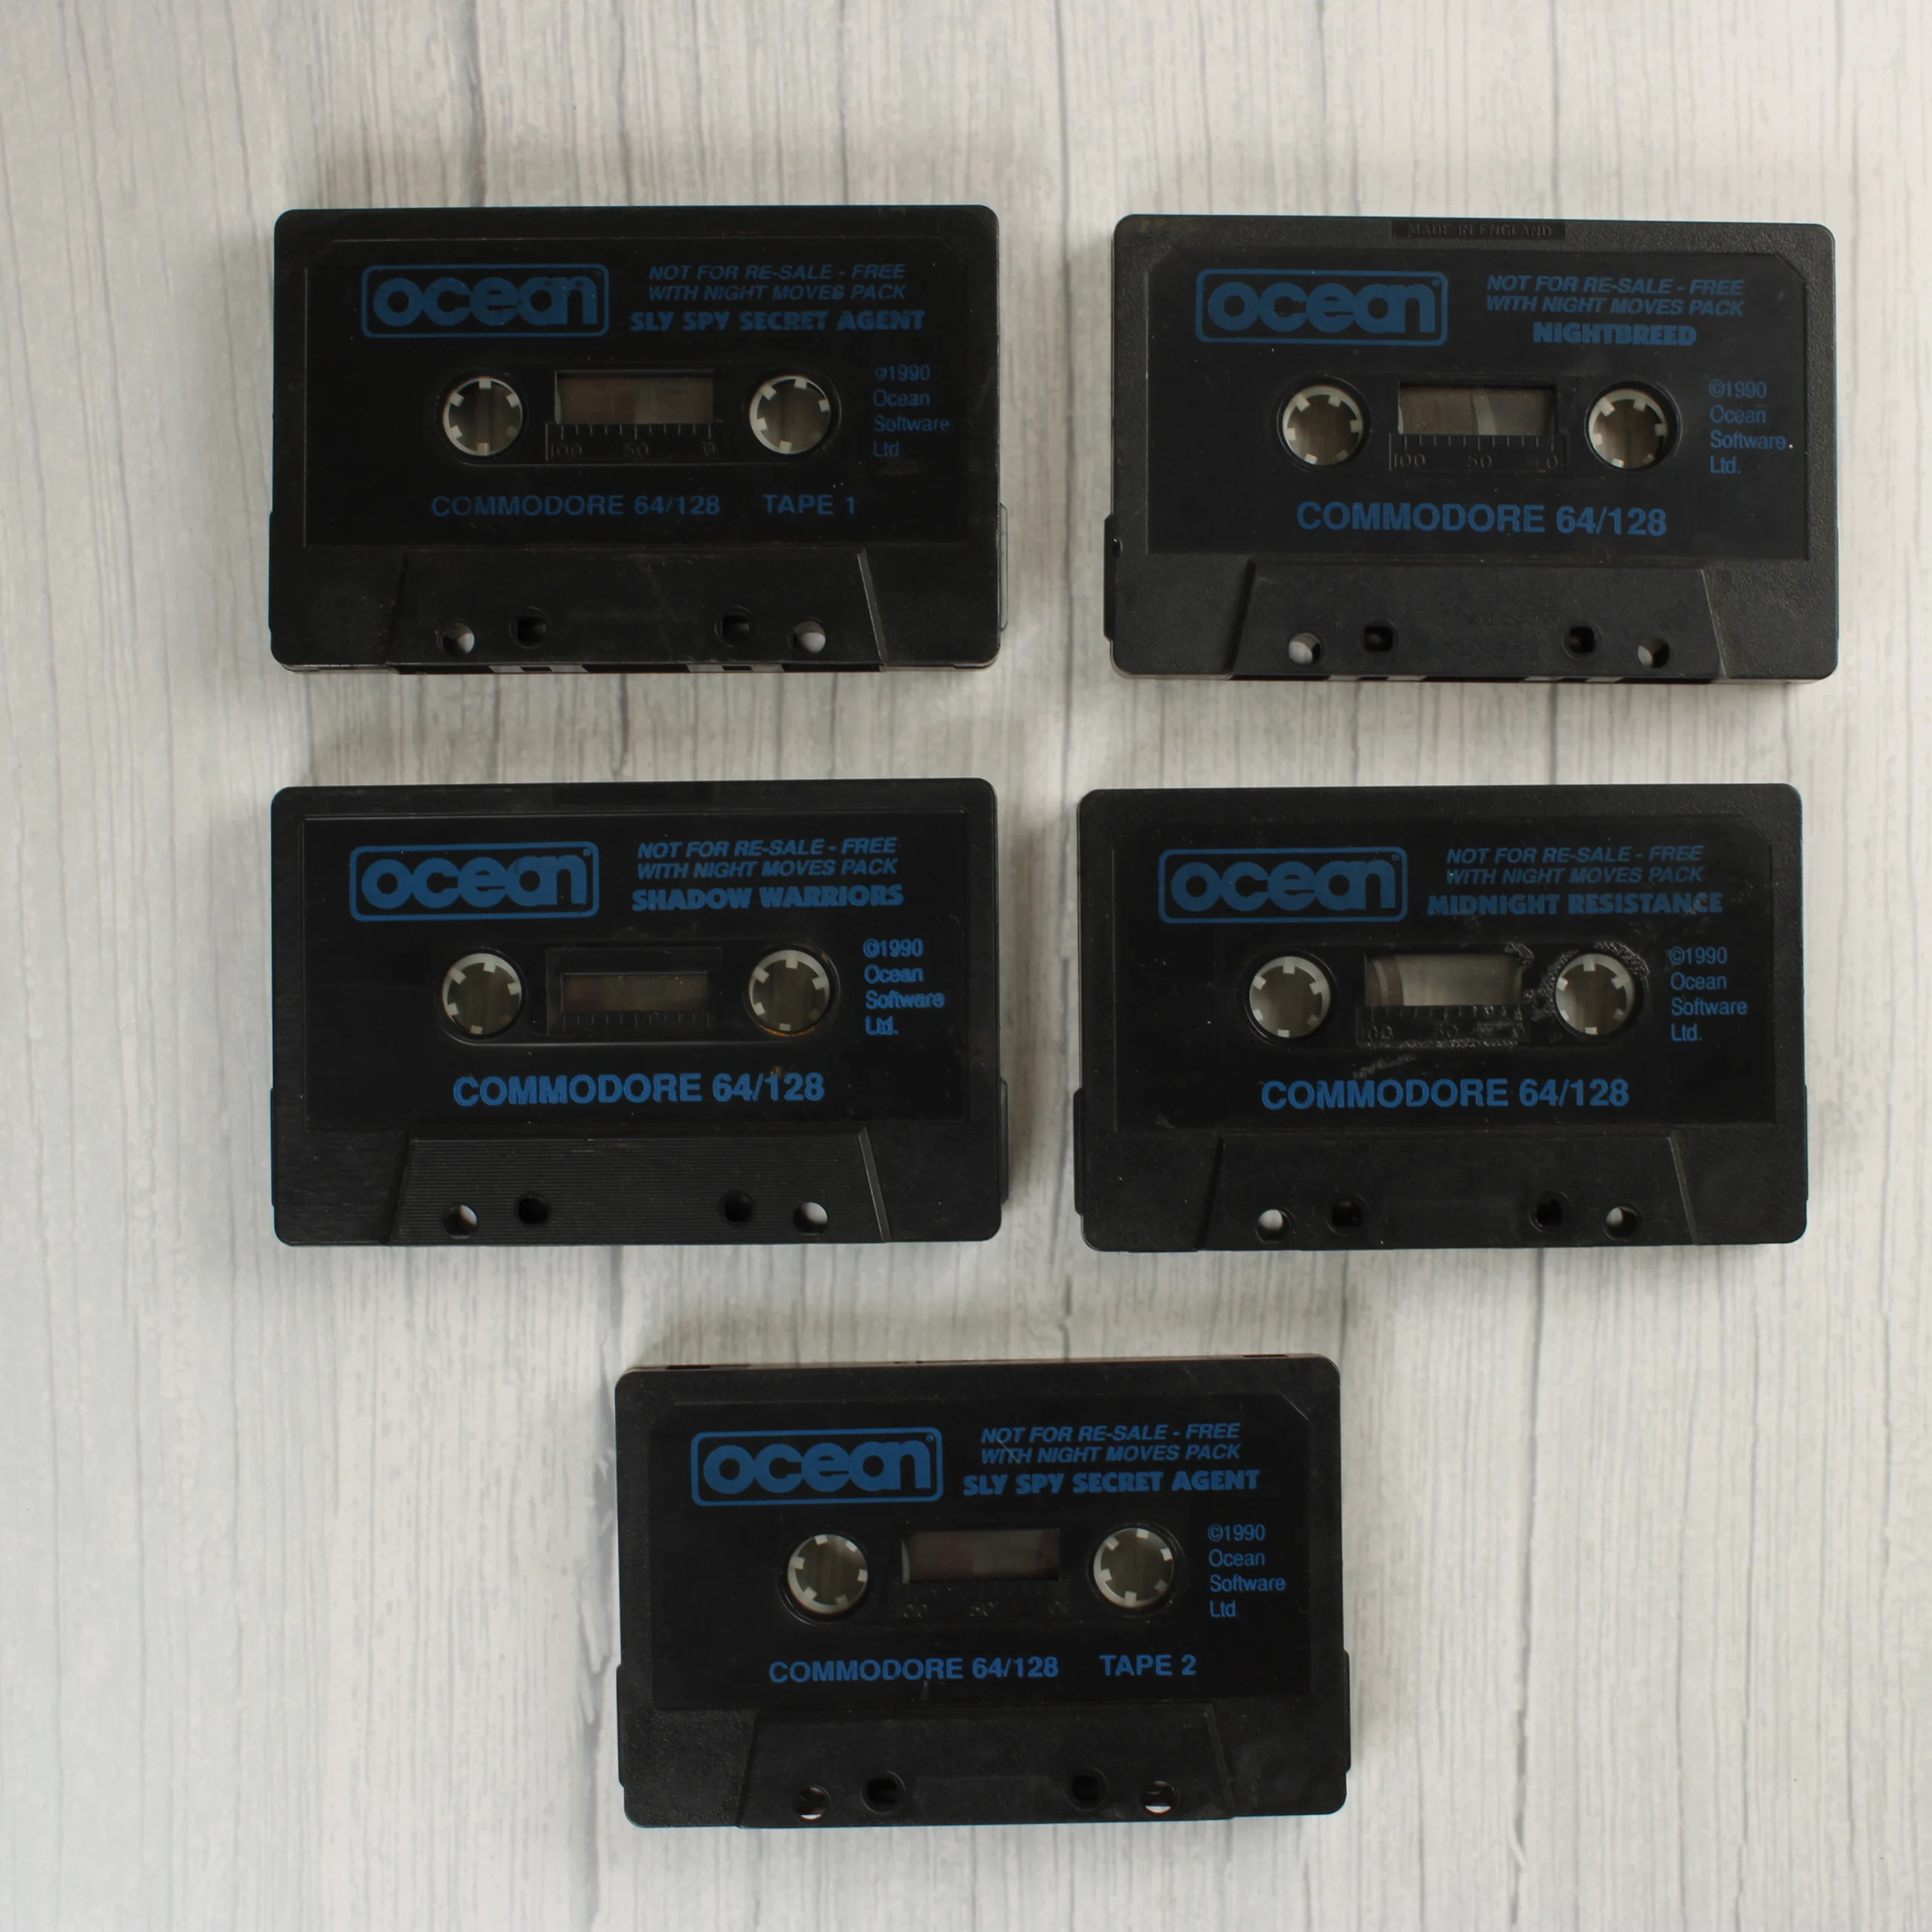 ocean
NOT FOR RE-SALE - FREE
WITH NIGHT MOVES PACK
SLY SPY SECRET AGENT
©1990
Ocean
Software
Ltd
100 50 0
COMMODORE 64/128 TAPE 1
MADE IN ENGLAND
ocean
NOT FOR RE-SALE - FREE
WITH NIGHT MOVES PACK
NIGHTBREED
©1990
Ocean
Software
Ltd.
100 50 0
COMMODORE 64/128
ocean
NOT FOR RE-SALE - FREE
WITH NIGHT MOVES PACK
SHADOW WARRIORS
©1990
Ocean
Software
Ltd.
COMMODORE 64/128
ocean
NOT FOR RE-SALE - FREE
WITH NIGHT MOVES PACK
MIDNIGHT RESISTANCE
©1990
Ocean
Software
Ltd.
100 50
COMMODORE 64/128
ocean
NOT FOR RE-SALE - FREE
WITH NIGHT MOVES PACK
SLY SPY SECRET AGENT
©1990
Ocean
Software
Ltd
50 0
COMMODORE 64/128 TAPE 2